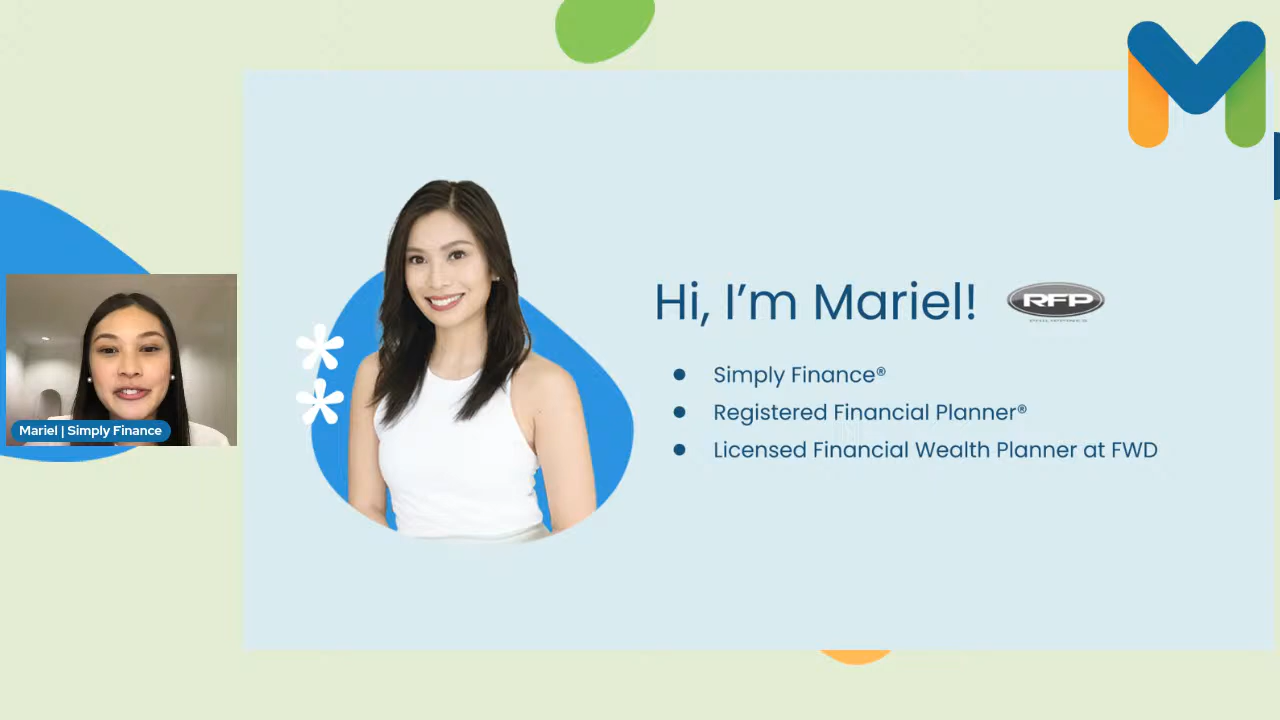 Hi, I'm Mariel!
RFP
Simply Finance®
Registered Financial Planner®
Licensed Financial Wealth Planner at FWD
Mariel | Simply Finance